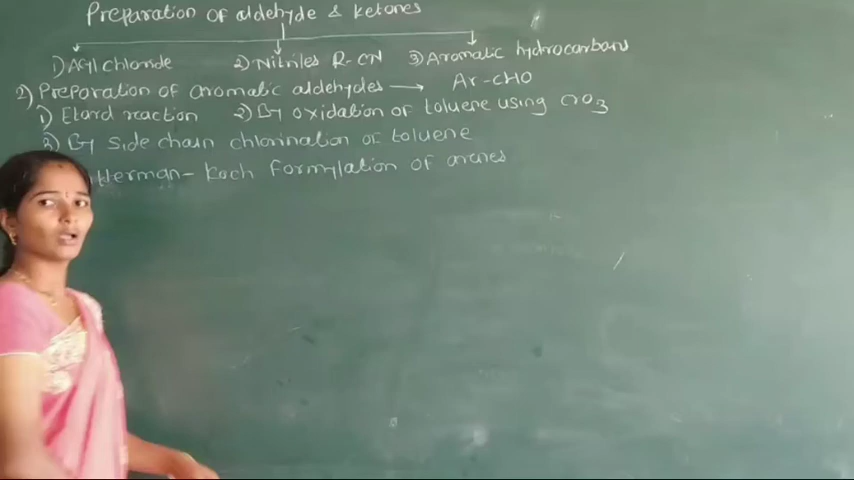 Preparation of aldehyde & ketones
1) Acyl chloride 2) Nitriles R-CN 3) Aromatic hydrocarbons
2) Preparation of aromatic aldehydes → Ar-CHO
1) Etard reaction 2) By oxidation of toluene using CrO3
3) By side chain chlorination of toluene
Koch formylation of arenes